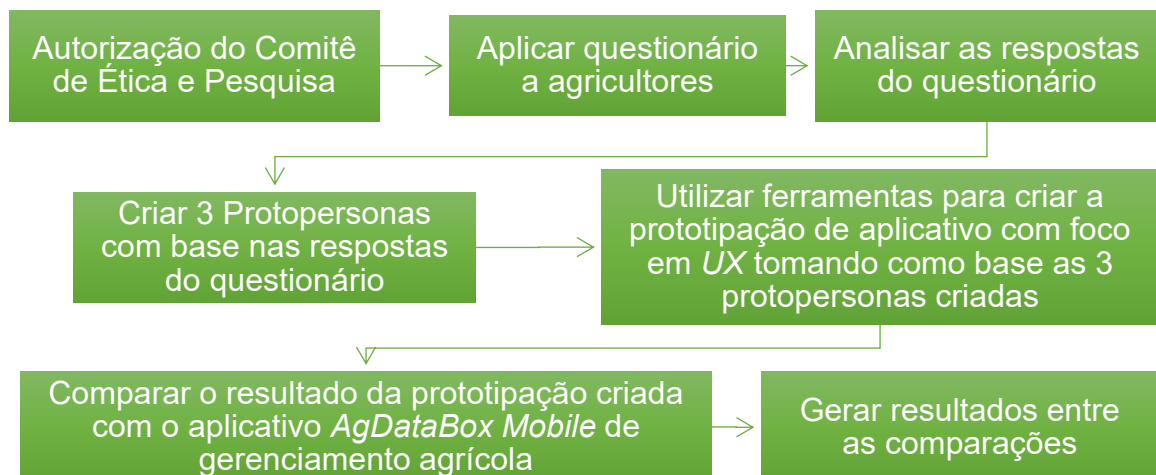 Autorização do Comitê
de Ética e Pesquisa
Aplicar questionário
a agricultores
Analisar as respostas
do questionário
Criar 3 Protopersonas
com base nas respostas
do questionário
Utilizar ferramentas para criar a
prototipação de aplicativo com foco
em UX tomando como base as 3
protopersonas criadas
Comparar o resultado da prototipação criada
com o aplicativo AgDataBox Mobile de
gerenciamento agrícola
Gerar resultados entre
as comparações